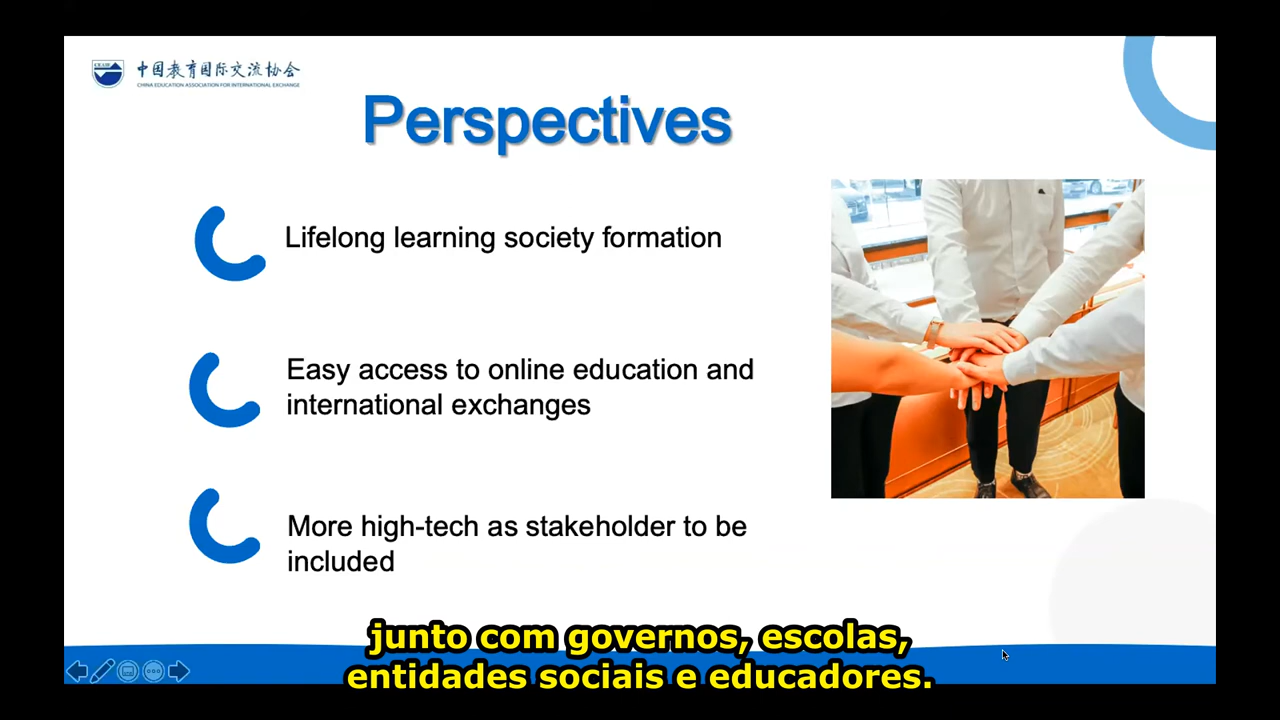 中国教育国际交流协会
CHINA EDUCATION ASSOCIATION FOR INTERNATIONAL EXCHANGE
Perspectives
Lifelong learning society formation
Easy access to online education and
international exchanges
More high-tech as stakeholder to be
included
junto com governos, escolas,
entidades sociais e educadores.